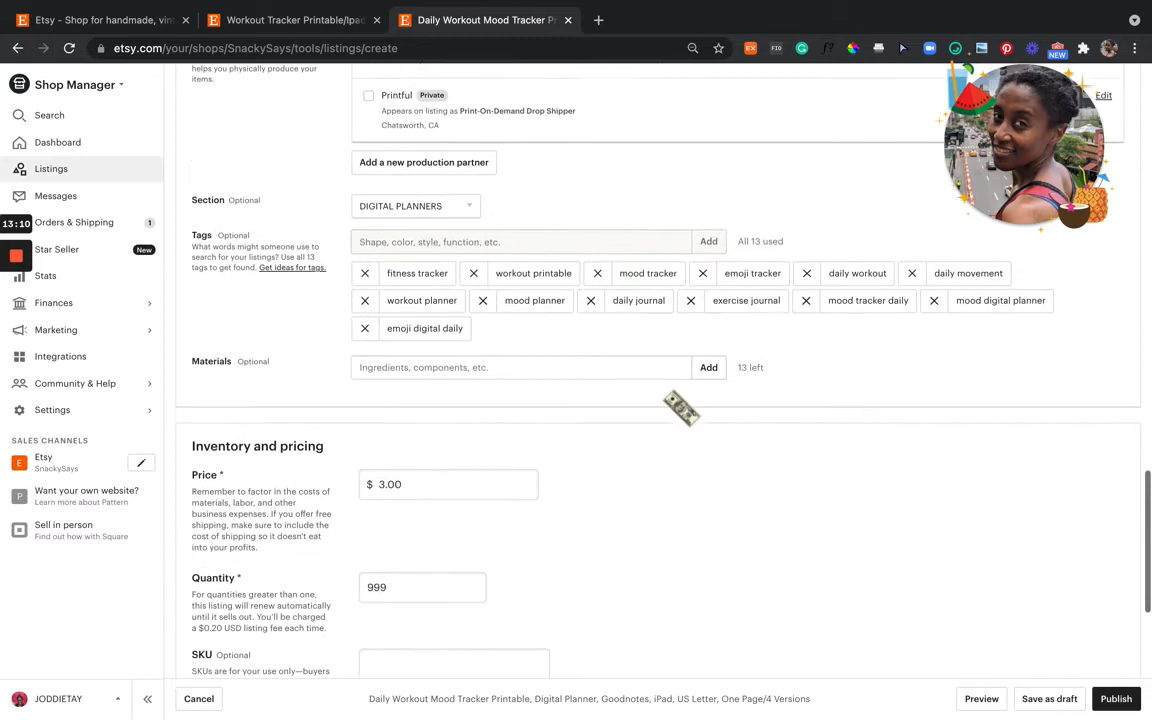 Etsy - Shop for handmade, vin
Workout Tracker Printable/Ipad
Daily Workout Mood Tracker Pr
etsy.com/your/shops/SnackySays/tools/listings/create
NEW
Shop Manager
Search
Dashboard
Listings
Messages
13:10
Orders & Shipping
1
Star Seller
New
Stats
Finances
Marketing
Integrations
Community & Help
Settings
SALES CHANNELS
Etsy
SnackySays
Want your own website?
Learn more about Pattern
Sell in person
Find out how with Square
JODDIETAY
helps you physically produce your
items.
Printful Private
Appears on listing as Print-On-Demand Drop Shipper
Chatsworth, CA
Edit
Add a new production partner
Section Optional
DIGITAL PLANNERS
Tags Optional
What words might someone use to
search for your listings? Use all 13
tags to get found. Get ideas for tags.
Shape, color, style, function, etc.
Add
All 13 used
fitness tracker
workout printable
mood tracker
emoji tracker
daily workout
daily movement
workout planner
mood planner
daily journal
exercise journal
mood tracker daily
mood digital planner
emoji digital daily
Materials Optional
Ingredients, components, etc.
Add
13 left
Inventory and pricing
Price *
Remember to factor in the costs of
materials, labor, and other
business expenses. If you offer free
shipping, make sure to include the
cost of shipping so it doesn't eat
into your profits.
$ 3.00
Quantity *
For quantities greater than one,
this listing will renew automatically
until it sells out. You'll be charged
a $0.20 USD listing fee each time.
999
SKU Optional
SKUs are for your use only—buyers
Cancel
Daily Workout Mood Tracker Printable, Digital Planner, Goodnotes, iPad, US Letter, One Page/4 Versions
Preview
Save as draft
Publish